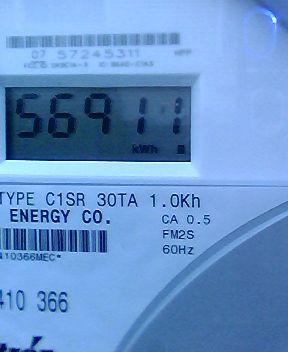 07 57245311
56911
kWh
TYPE C1SR 30TA 1.0Kh
ENERGY CO.
CA 0.5
FM2S
60Hz
410 366